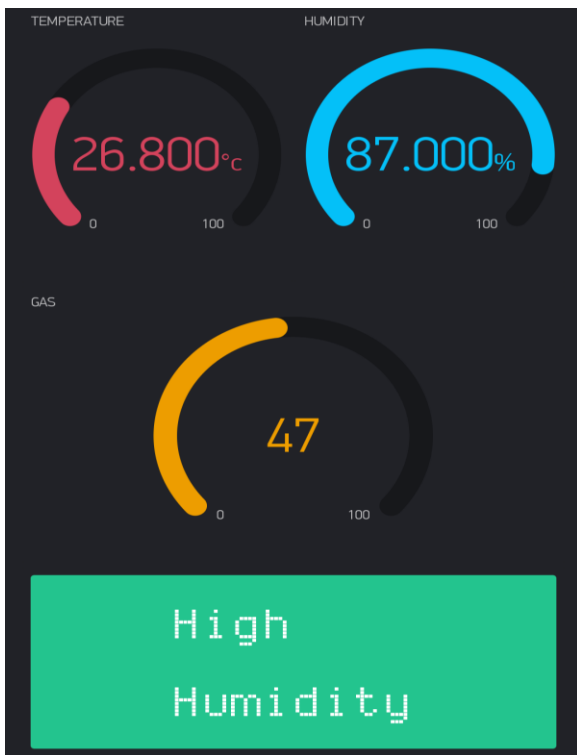 TEMPERATURE HUMIDITY
26.800°C 87.000%
0 100 0 100
GAS
47
0 100
High
Humidity